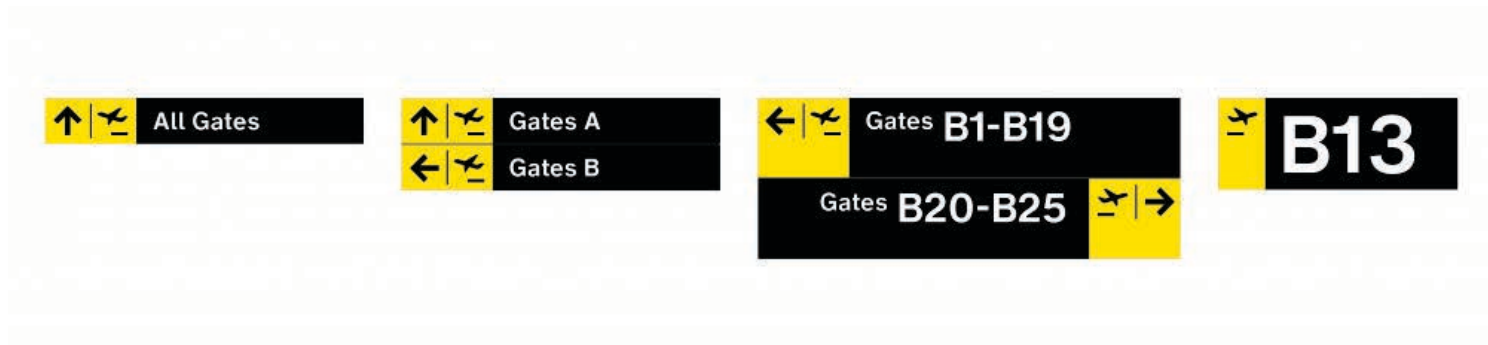 All Gates
Gates A
Gates B
Gates B1-B19
Gates B20-B25
B13